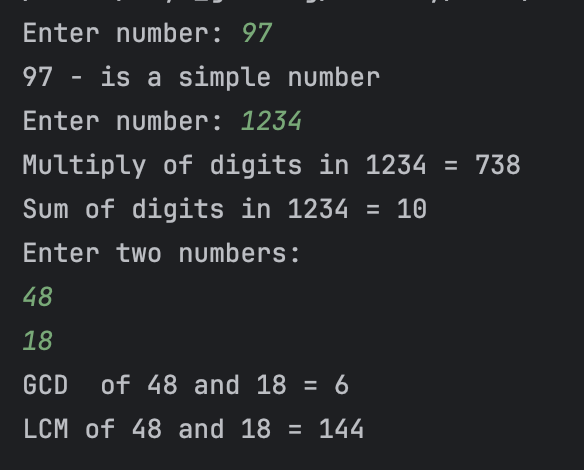 Enter number: 97
97 - is a simple number
Enter number: 1234
Multiply of digits in 1234 = 738
Sum of digits in 1234 = 10
Enter two numbers:
48
18
GCD  of 48 and 18 = 6
LCM of 48 and 18 = 144